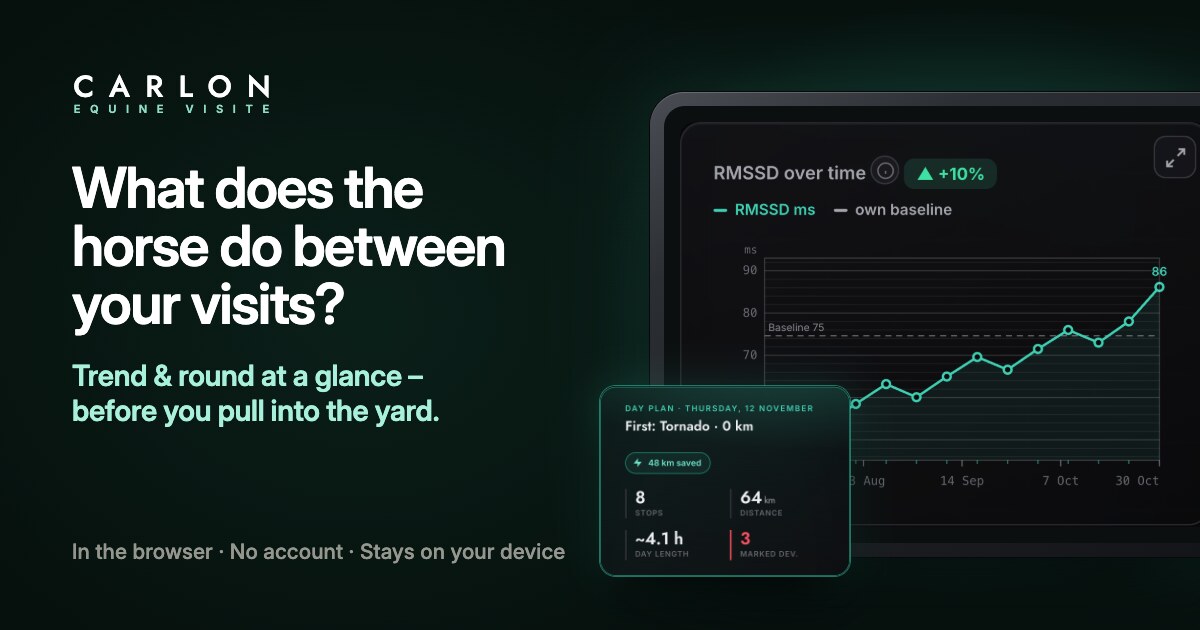 CARLON
EQUINE VISITE
What does the
horse do between
your visits?
Trend & round at a glance –
before you pull into the yard.
In the browser · No account · Stays on your device
RMSSD over time
▲ +10%
RMSSD ms
own baseline
ms
90
80
70
Baseline 75
86
Aug
14 Sep
7 Oct
30 Oct
DAY PLAN · THURSDAY, 12 NOVEMBER
First: Tornado · 0 km
48 km saved
8
STOPS
64 km
DISTANCE
~4.1 h
DAY LENGTH
3
MARKED DEV.